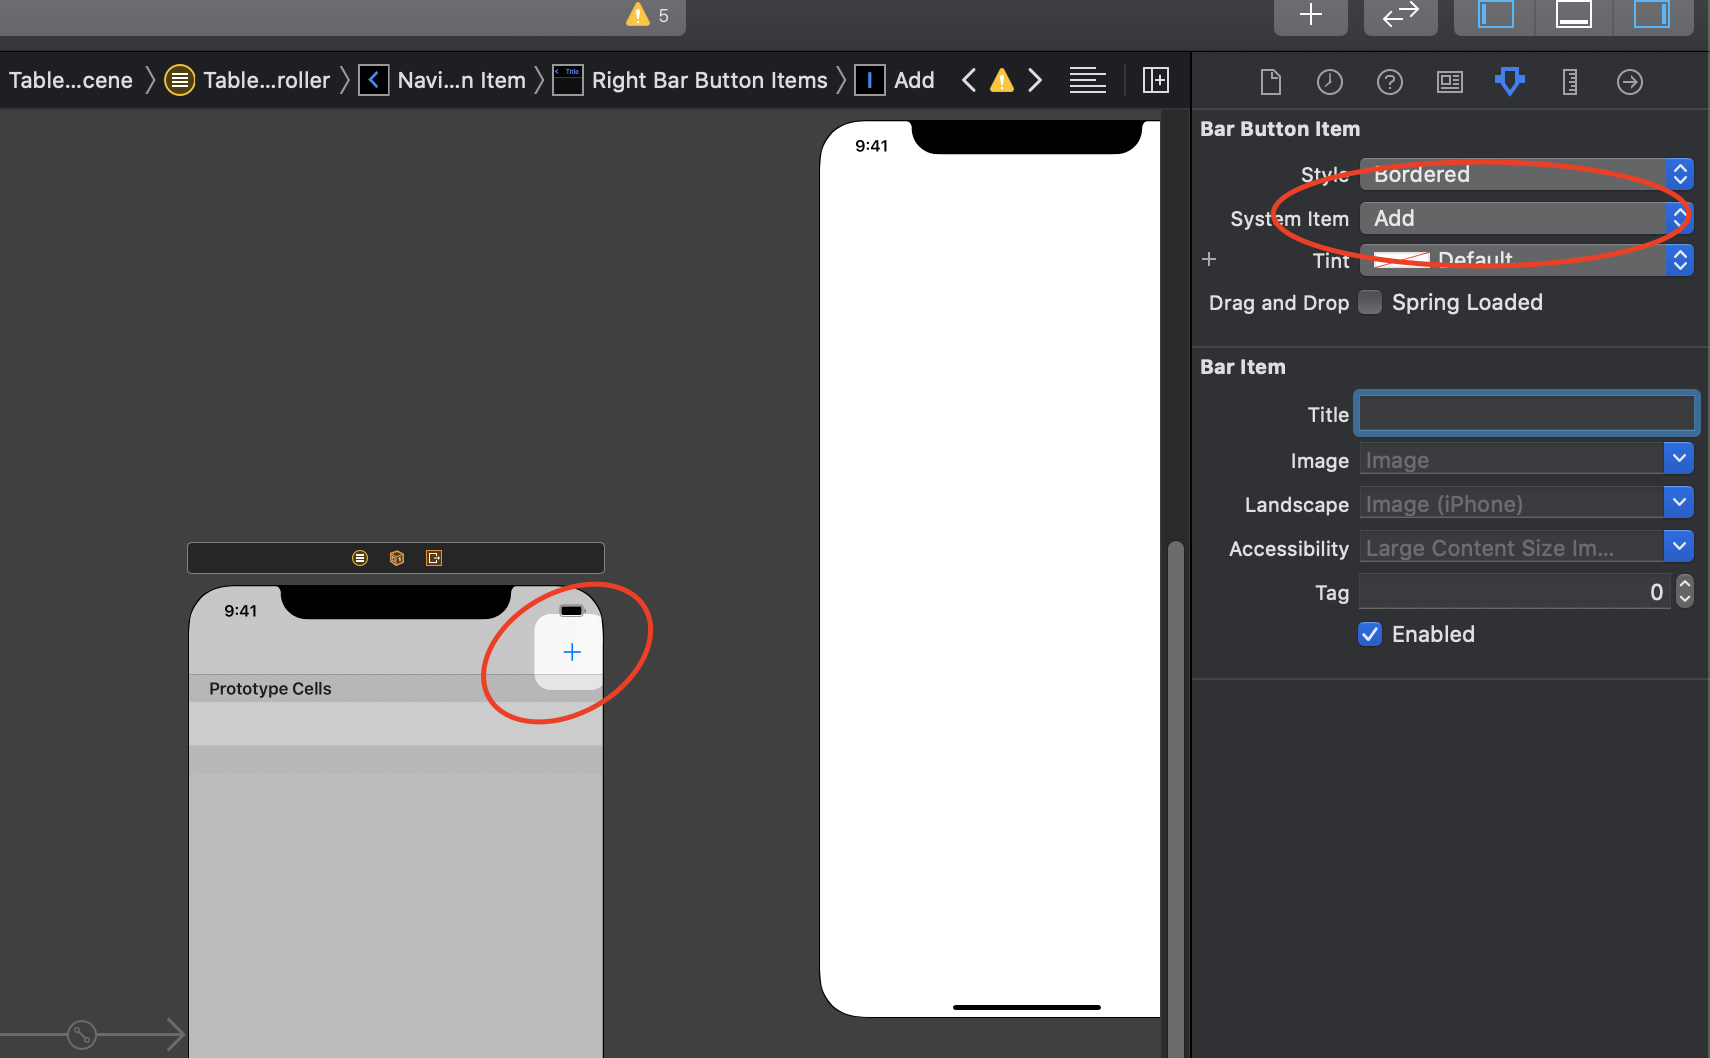 5
Table...cene
Table...roller
Navi...n Item
Title
Right Bar Button Items
Add
Bar Button Item
Style
Bordered
System Item
Add
Tint
Default
Drag and Drop
Spring Loaded
Bar Item
Title
Image
Image
Landscape
Image (iPhone)
Accessibility
Large Content Size Im...
Tag
0
Enabled
9:41
9:41
Prototype Cells